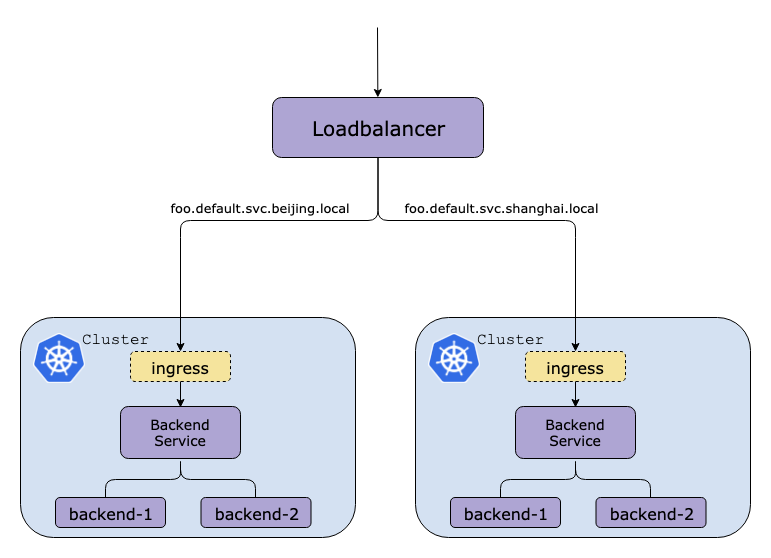 Loadbalancer
foo.default.svc.beijing.local
foo.default.svc.shanghai.local
Cluster
ingress
Backend
Service
backend-1
backend-2
Cluster
ingress
Backend
Service
backend-1
backend-2